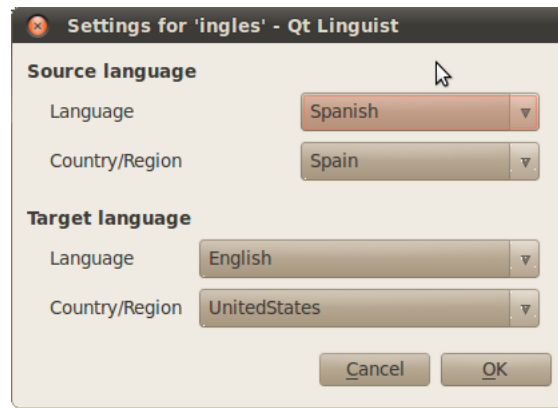 Settings for 'ingles' - Qt Linguist
Source language
Language Spanish
Country/Region Spain
Target language
Language English
Country/Region UnitedStates
Cancel OK